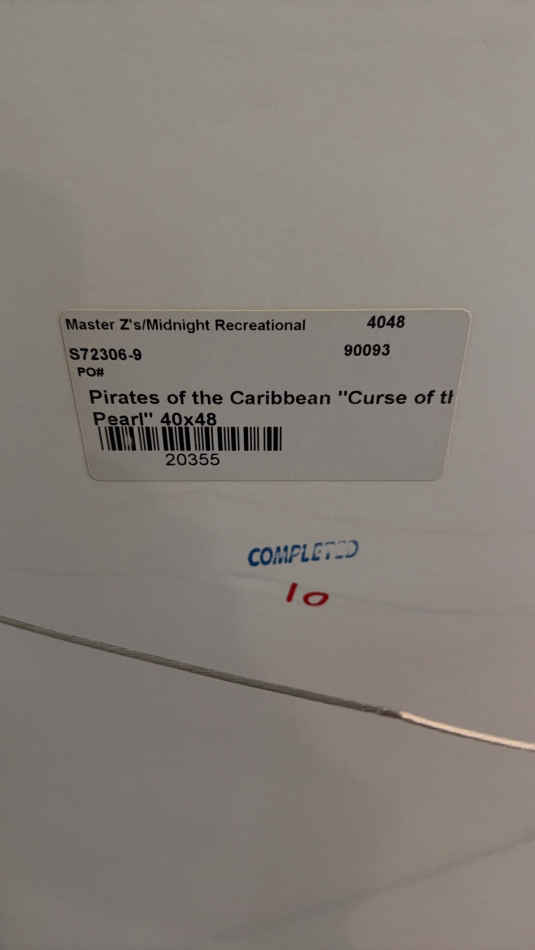 Master Z's/Midnight Recreational 4048
S72306-9 90093
PO#
Pirates of the Caribbean "Curse of th
Pearl" 40x48
20355
COMPLETED
10